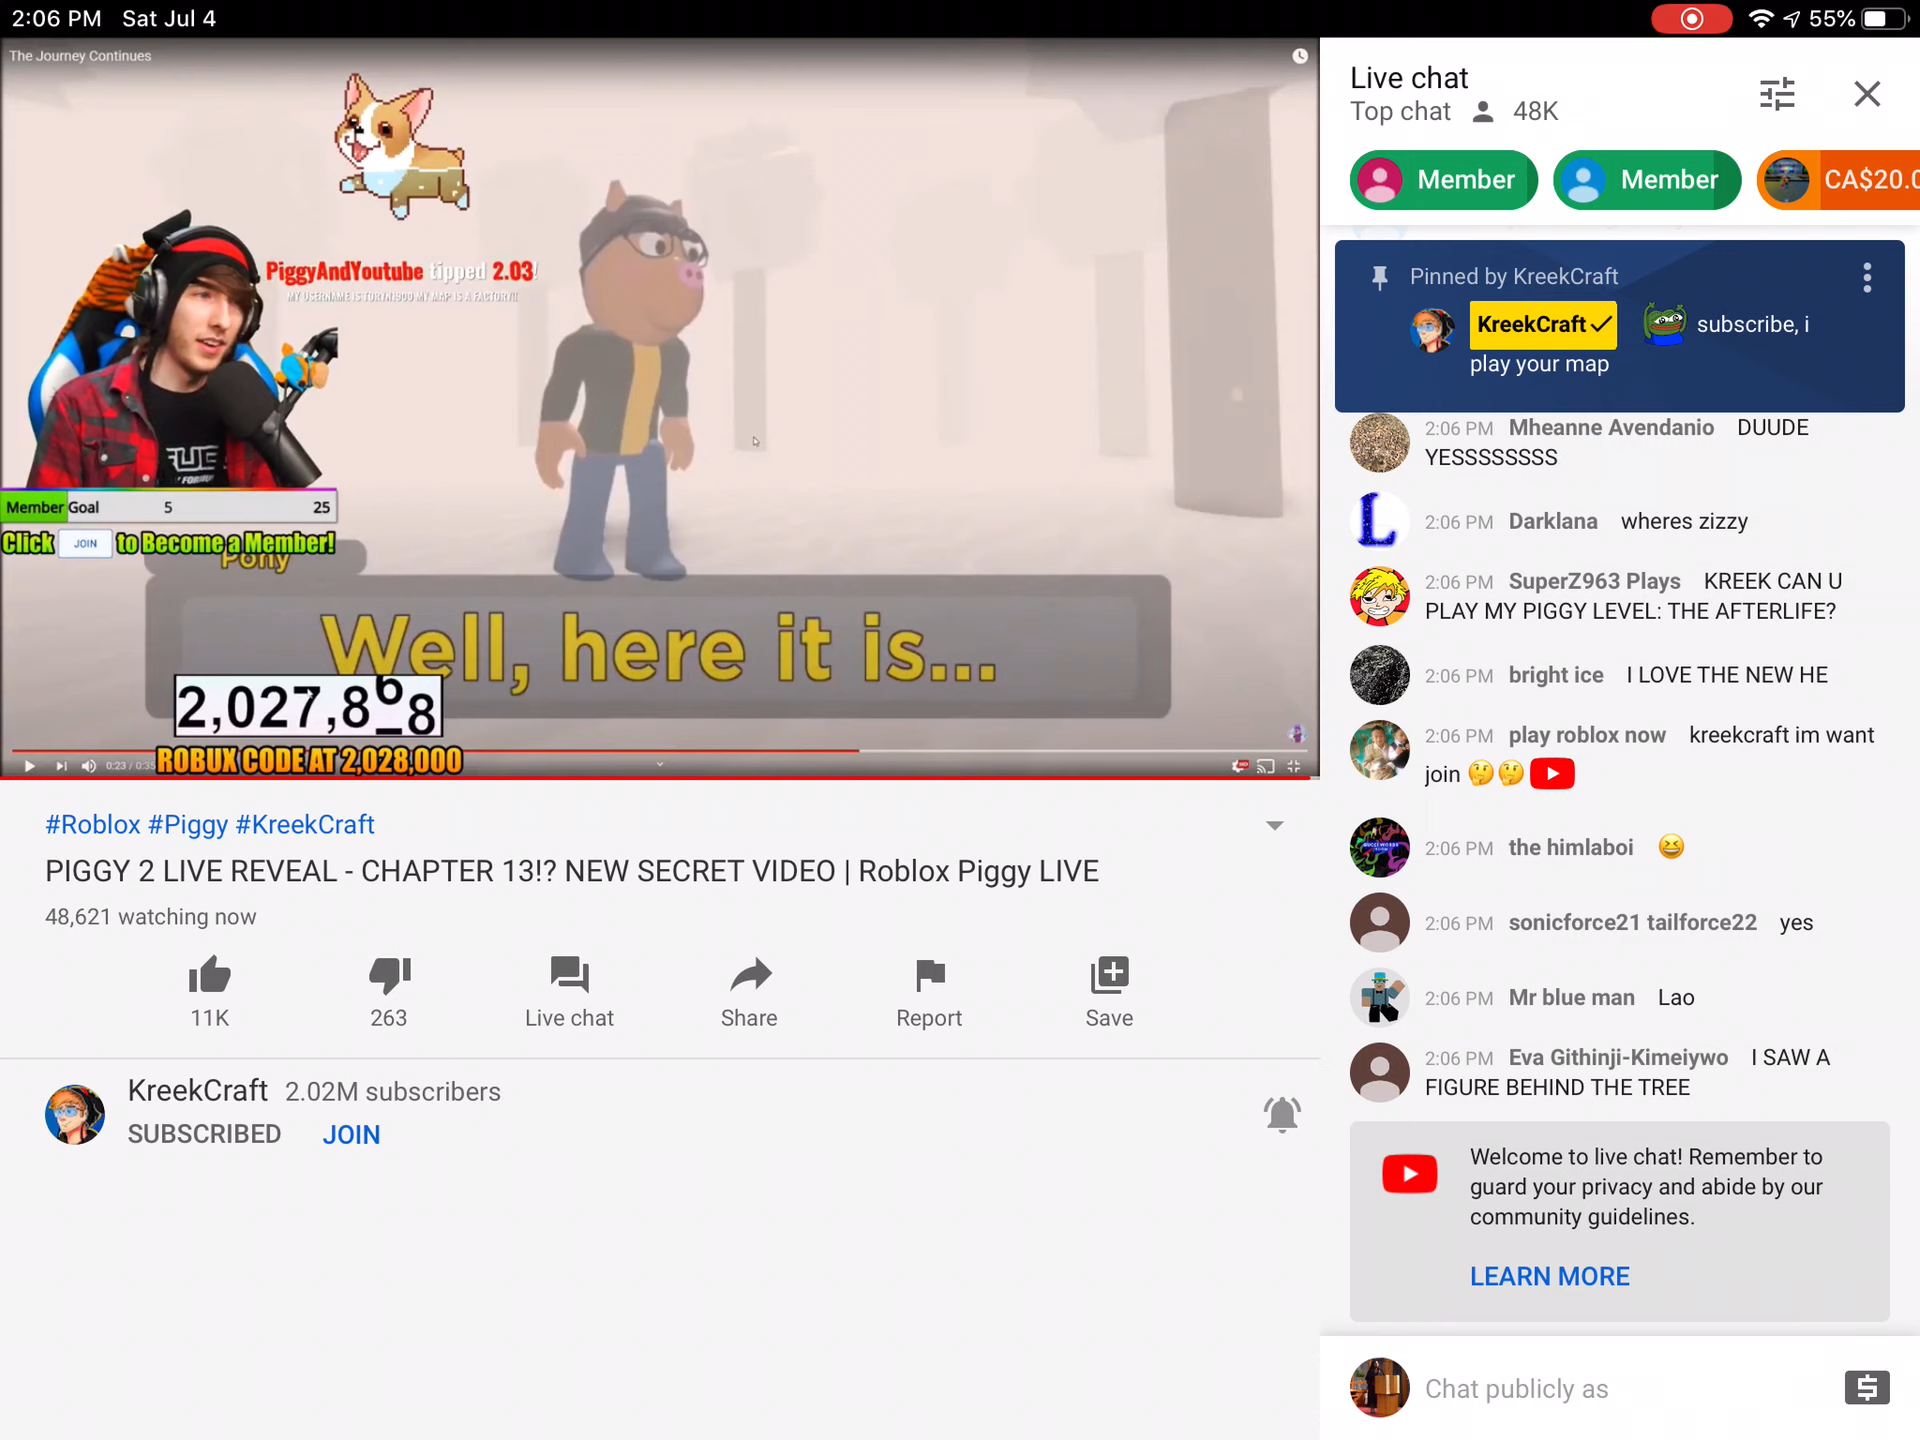 2:06 PM Sat Jul 4
55%
The Journey Continues
PiggyAndYoutube tipped 2.03!
Member Goal 5 25
Click JOIN to Become a Member!
Pony
Well, here it is...
2,027,8
ROBUX CODE AT 2,028,000
0:23 / 0:35
#Roblox #Piggy #KreekCraft
PIGGY 2 LIVE REVEAL - CHAPTER 13!? NEW SECRET VIDEO | Roblox Piggy LIVE
48,621 watching now
11K
263
Live chat
Share
Report
Save
KreekCraft 2.02M subscribers
SUBSCRIBED JOIN
Live chat
Top chat 48K
Member
Member
CA$20.0
Pinned by KreekCraft
KreekCraft subscribe, i
play your map
2:06 PM Mheanne Avendanio DUUDE
YESSSSSSSS
2:06 PM Darklana wheres zizzy
2:06 PM SuperZ963 Plays KREEK CAN U
PLAY MY PIGGY LEVEL: THE AFTERLIFE?
2:06 PM bright ice I LOVE THE NEW HE
2:06 PM play roblox now kreekcraft im want
join
2:06 PM the himlaboi
2:06 PM sonicforce21 tailforce22 yes
2:06 PM Mr blue man Lao
2:06 PM Eva Githinji-Kimeiywo I SAW A
FIGURE BEHIND THE TREE
Welcome to live chat! Remember to
guard your privacy and abide by our
community guidelines.
LEARN MORE
Chat publicly as